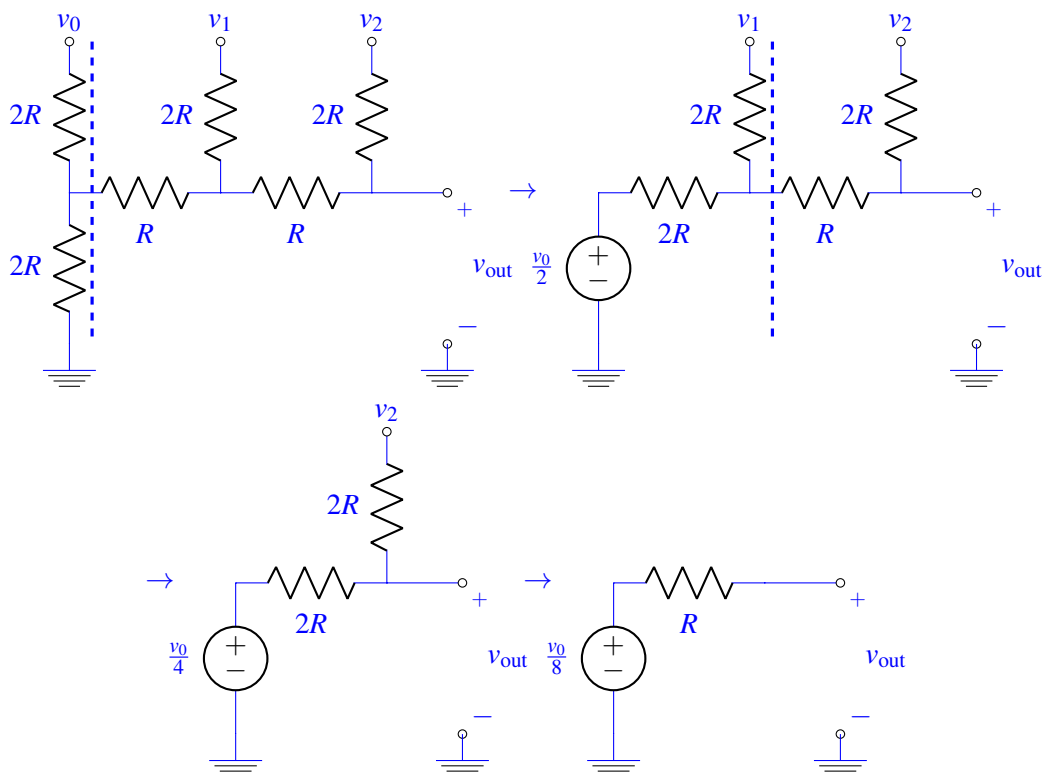 v0 v1 v2 v1 v2
2R 2R 2R 2R 2R
R R + → 2R R +
2R vout v0/2 + − vout
− −
v2
2R
→ 2R + → R +
v0/4 + − vout v0/8 + − vout
− −